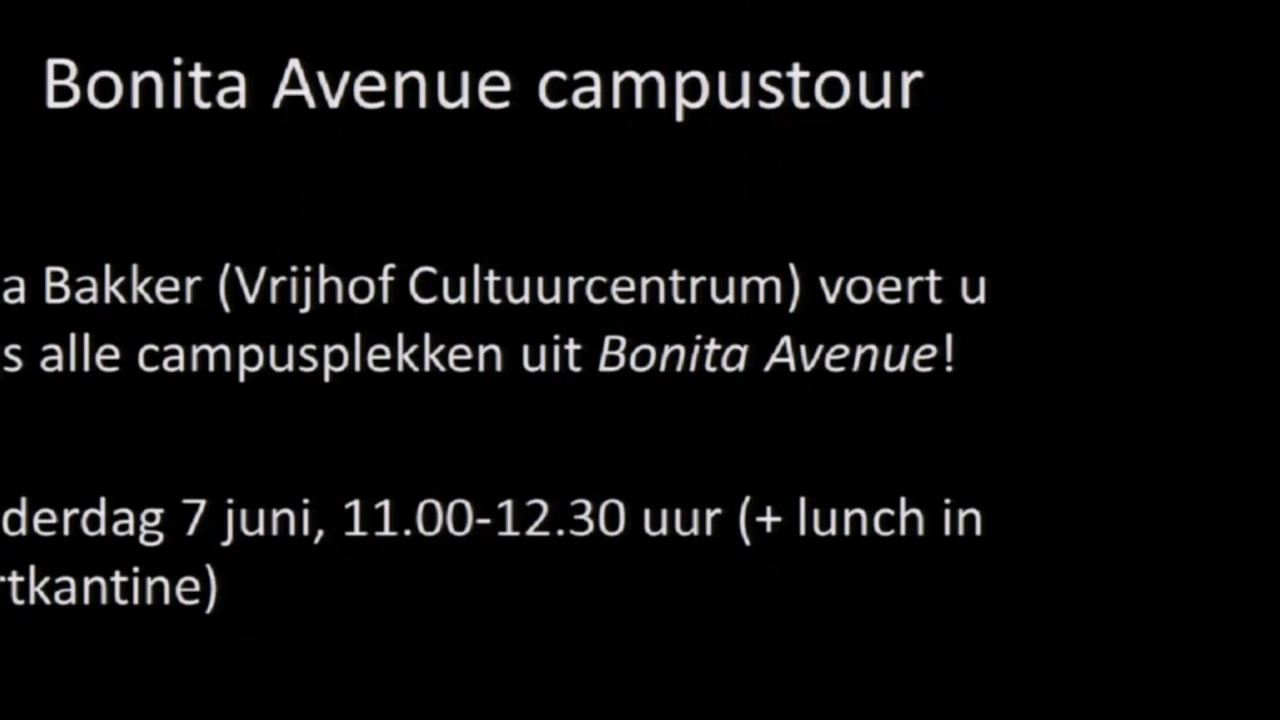 Bonita Avenue campustour
a Bakker (Vrijhof Cultuurcentrum) voert u
s alle campusplekken uit Bonita Avenue!
derdag 7 juni, 11.00-12.30 uur (+ lunch in
rtkantine)